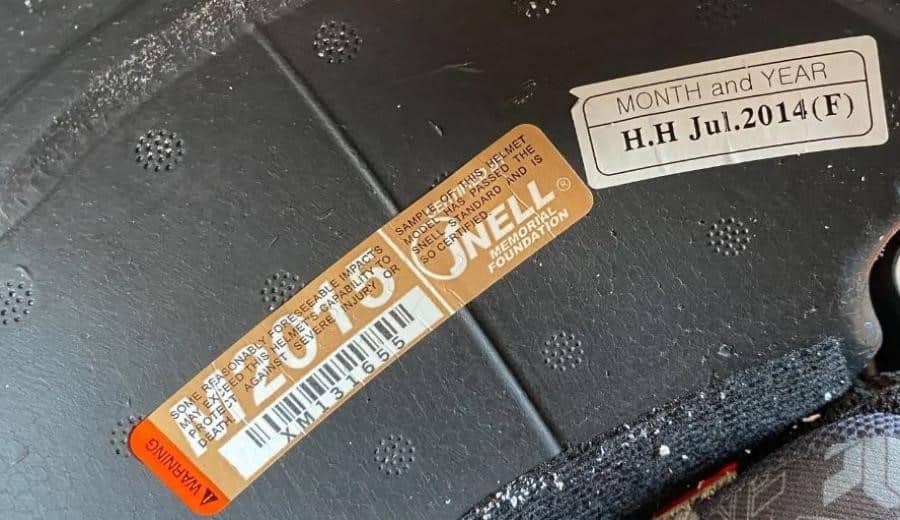 MONTH and YEAR
H.H Jul.2014(F)
SAMPLE OF THIS HELMET
MODEL HAS PASSED THE
SNELL STANDARD AND IS
SO CERTIFIED
SNELL®
MEMORIAL
FOUNDATION
SOME REASONABLY FORESEEABLE IMPACTS
MAY EXCEED THIS HELMET'S CAPABILITY TO
PROTECT AGAINST SEVERE INJURY OR
DEATH
M2015
XM131655
WARNING